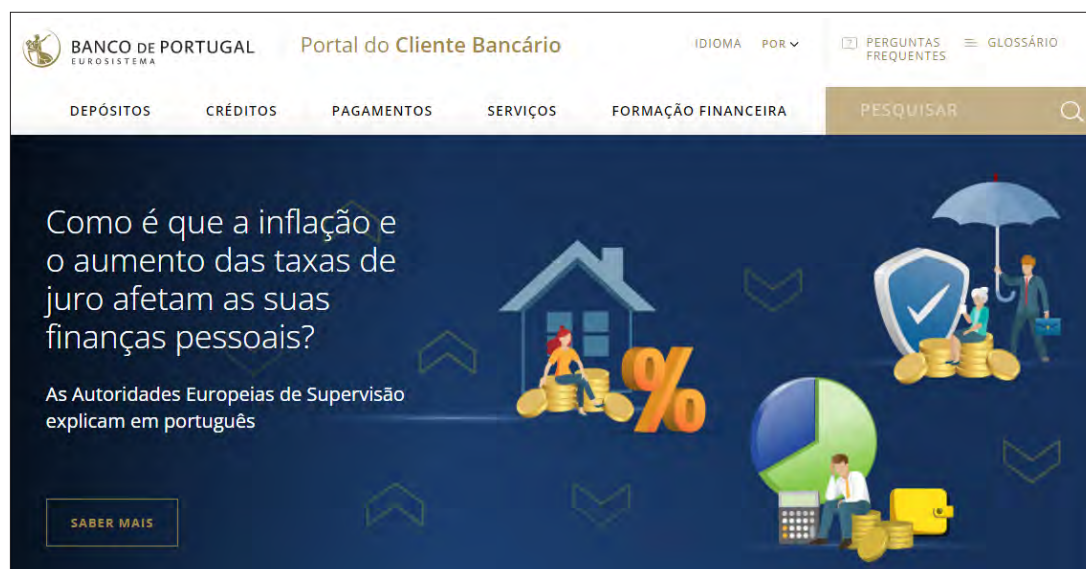 BANCO DE PORTUGAL
EUROSISTEMA
Portal do Cliente Bancário
IDIOMA POR
PERGUNTAS FREQUENTES
GLOSSÁRIO
DEPÓSITOS CRÉDITOS PAGAMENTOS SERVIÇOS FORMAÇÃO FINANCEIRA PESQUISAR
Como é que a inflação e
o aumento das taxas de
juro afetam as suas
finanças pessoais?
As Autoridades Europeias de Supervisão
explicam em português
SABER MAIS
%